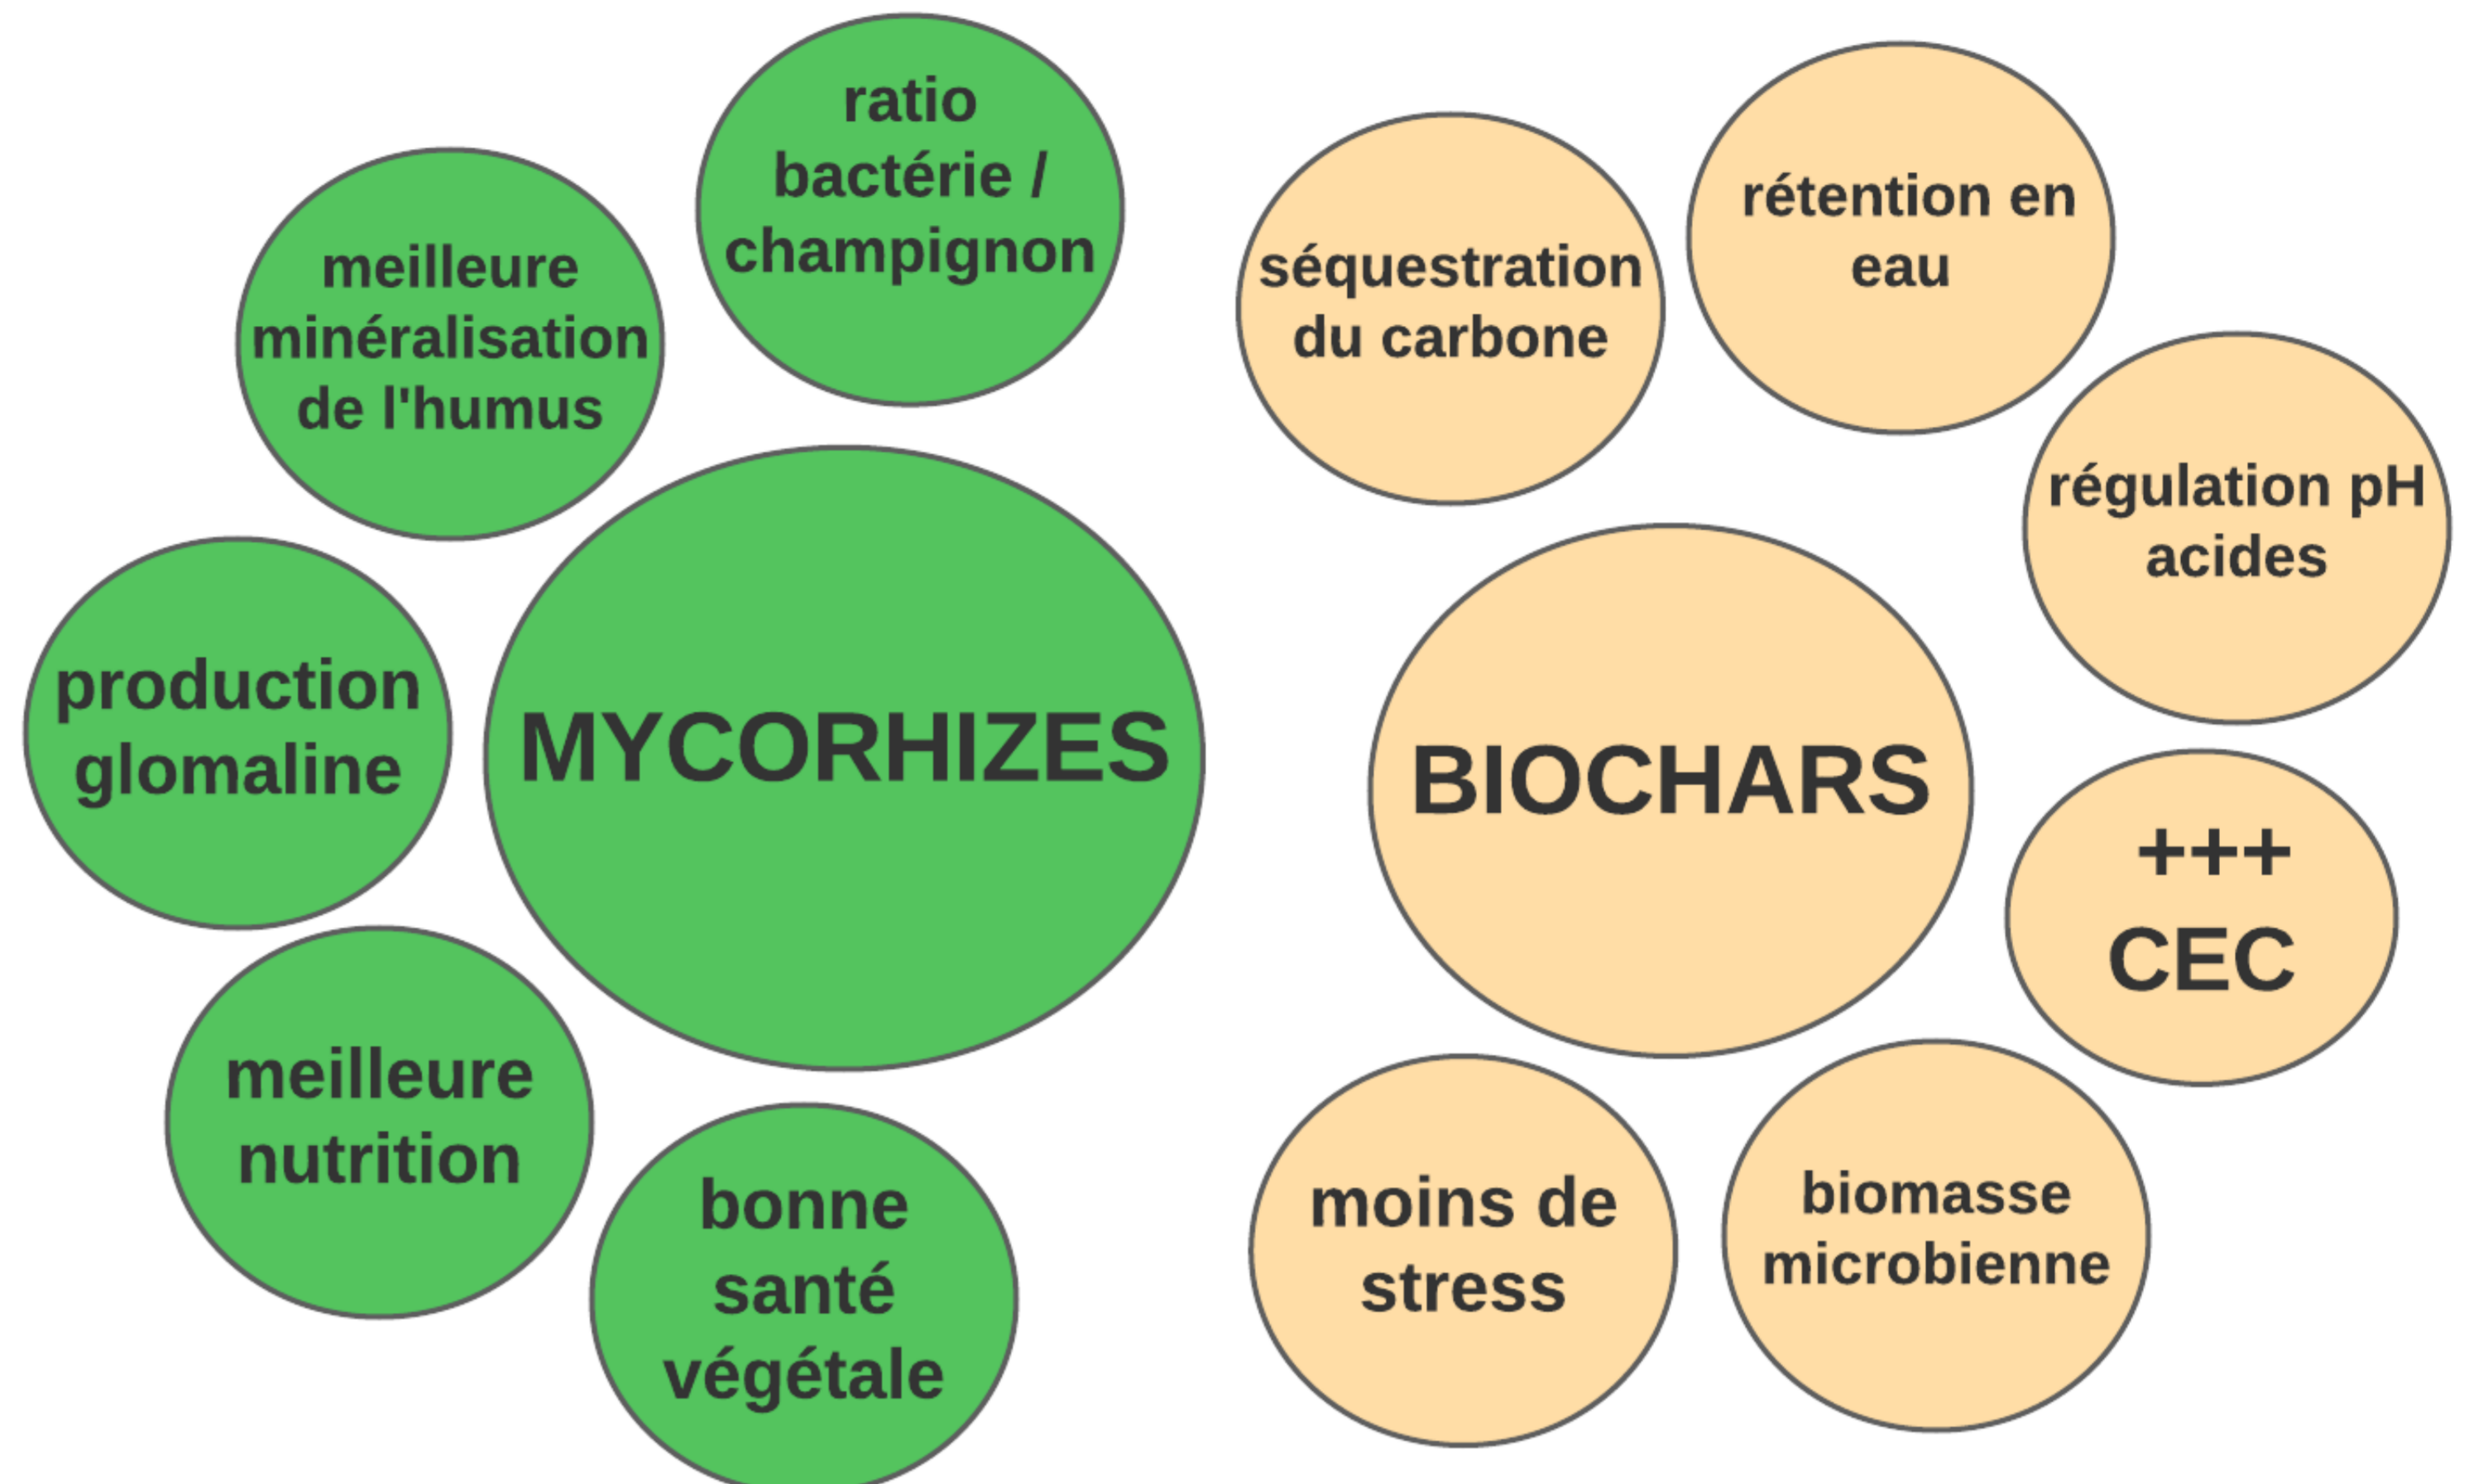 ratio
bactérie /
champignon
meilleure
minéralisation
de l'humus
production
glomaline
MYCORHIZES
meilleure
nutrition
bonne
santé
végétale
séquestration
du carbone
rétention en
eau
régulation pH
acides
BIOCHARS
+++
CEC
moins de
stress
biomasse
microbienne